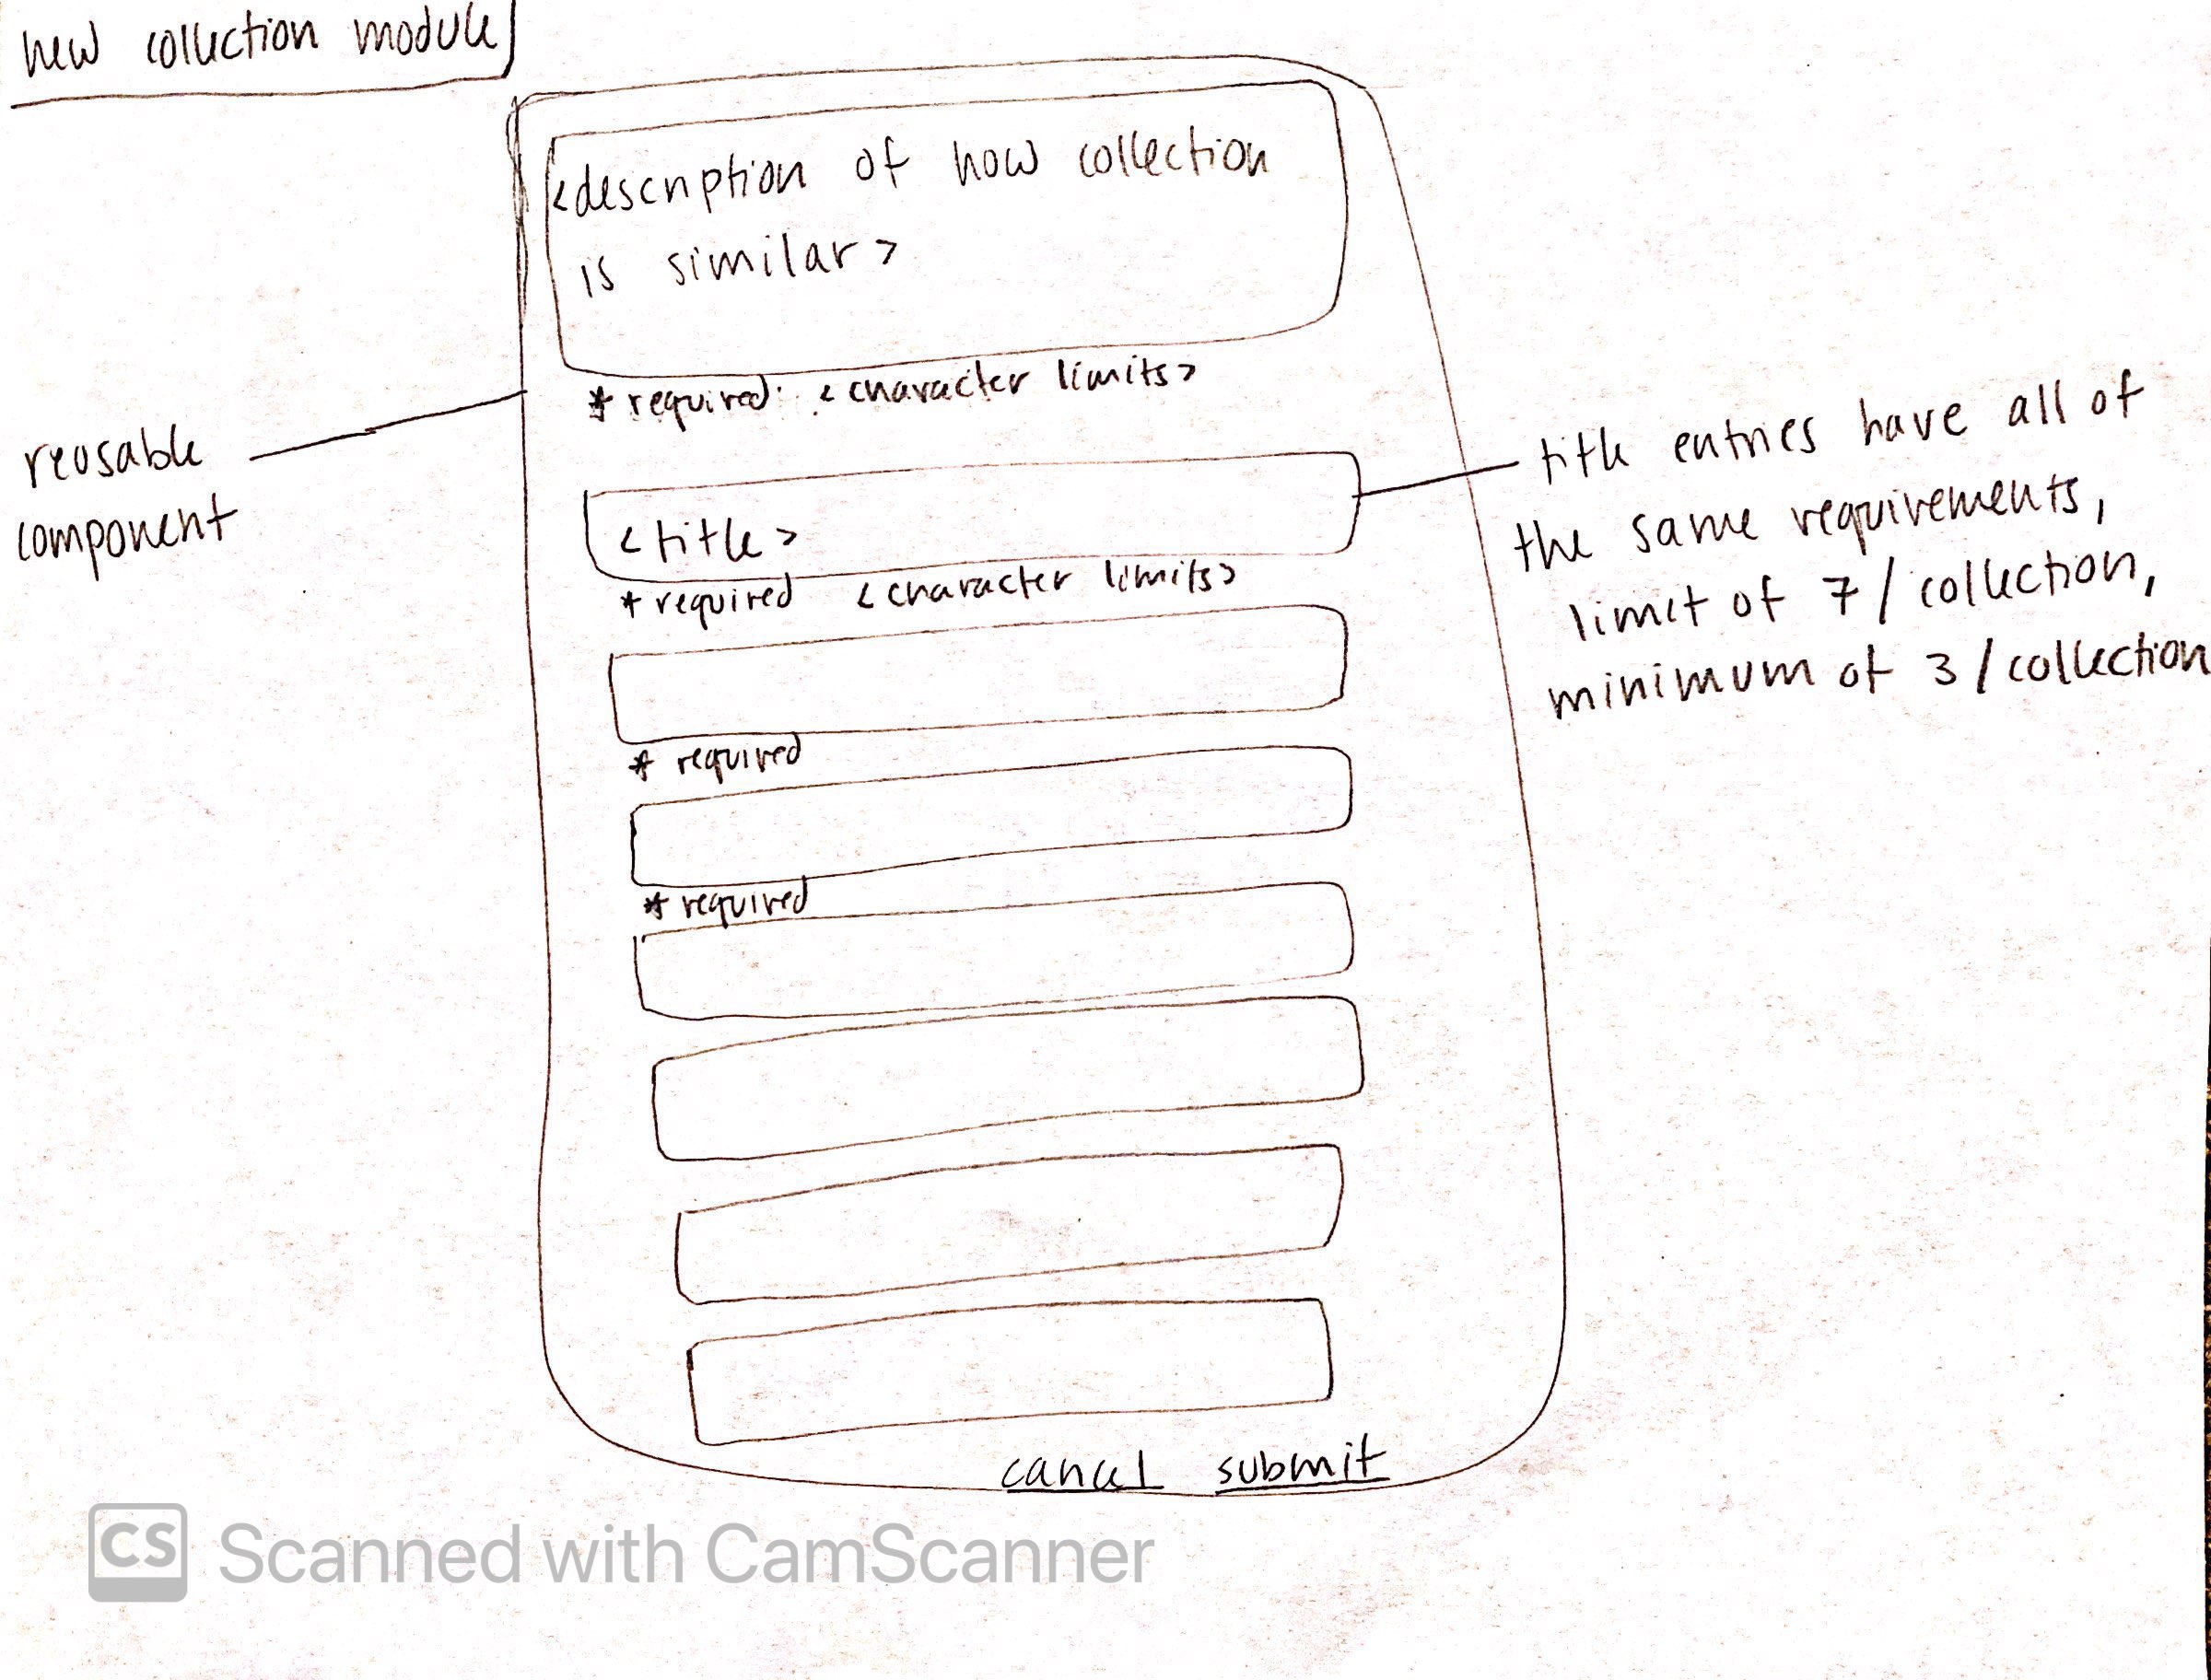 new collection module
<description of how collection
is similar>
* required: <character limits>
reusable
component
<title>
* required <character limits>
title entries have all of
the same requirements,
limit of 7/collection,
minimum of 3/collection
* required
* required
cancel submit
CS Scanned with CamScanner